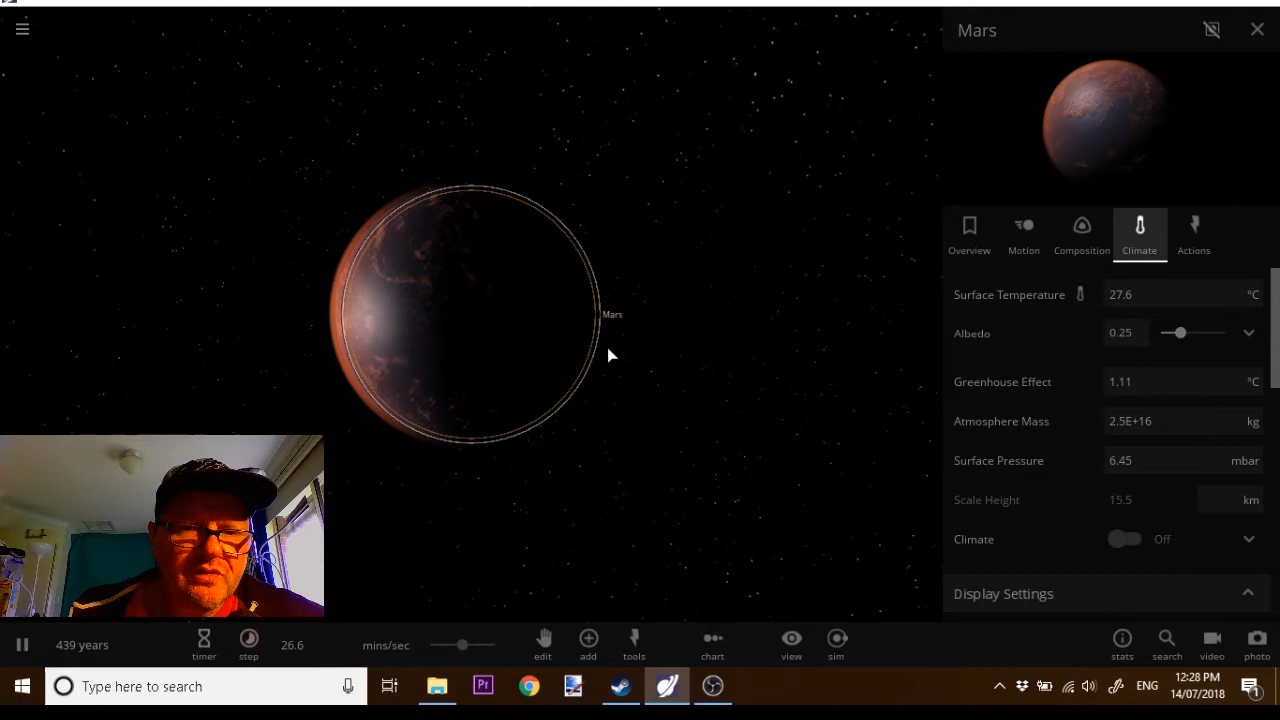 Mars
Overview Motion Composition Climate Actions
Surface Temperature 27.6 °C
Mars
Albedo 0.25
Greenhouse Effect 1.11 °C
Atmosphere Mass 2.5E+16 kg
Surface Pressure 6.45 mbar
Scale Height 15.5 km
Climate Off
Display Settings
439 years timer step 26.6 mins/sec edit add tools chart view sim stats search video photo
Type here to search
Pr
ENG
12:28 PM
14/07/2018
1